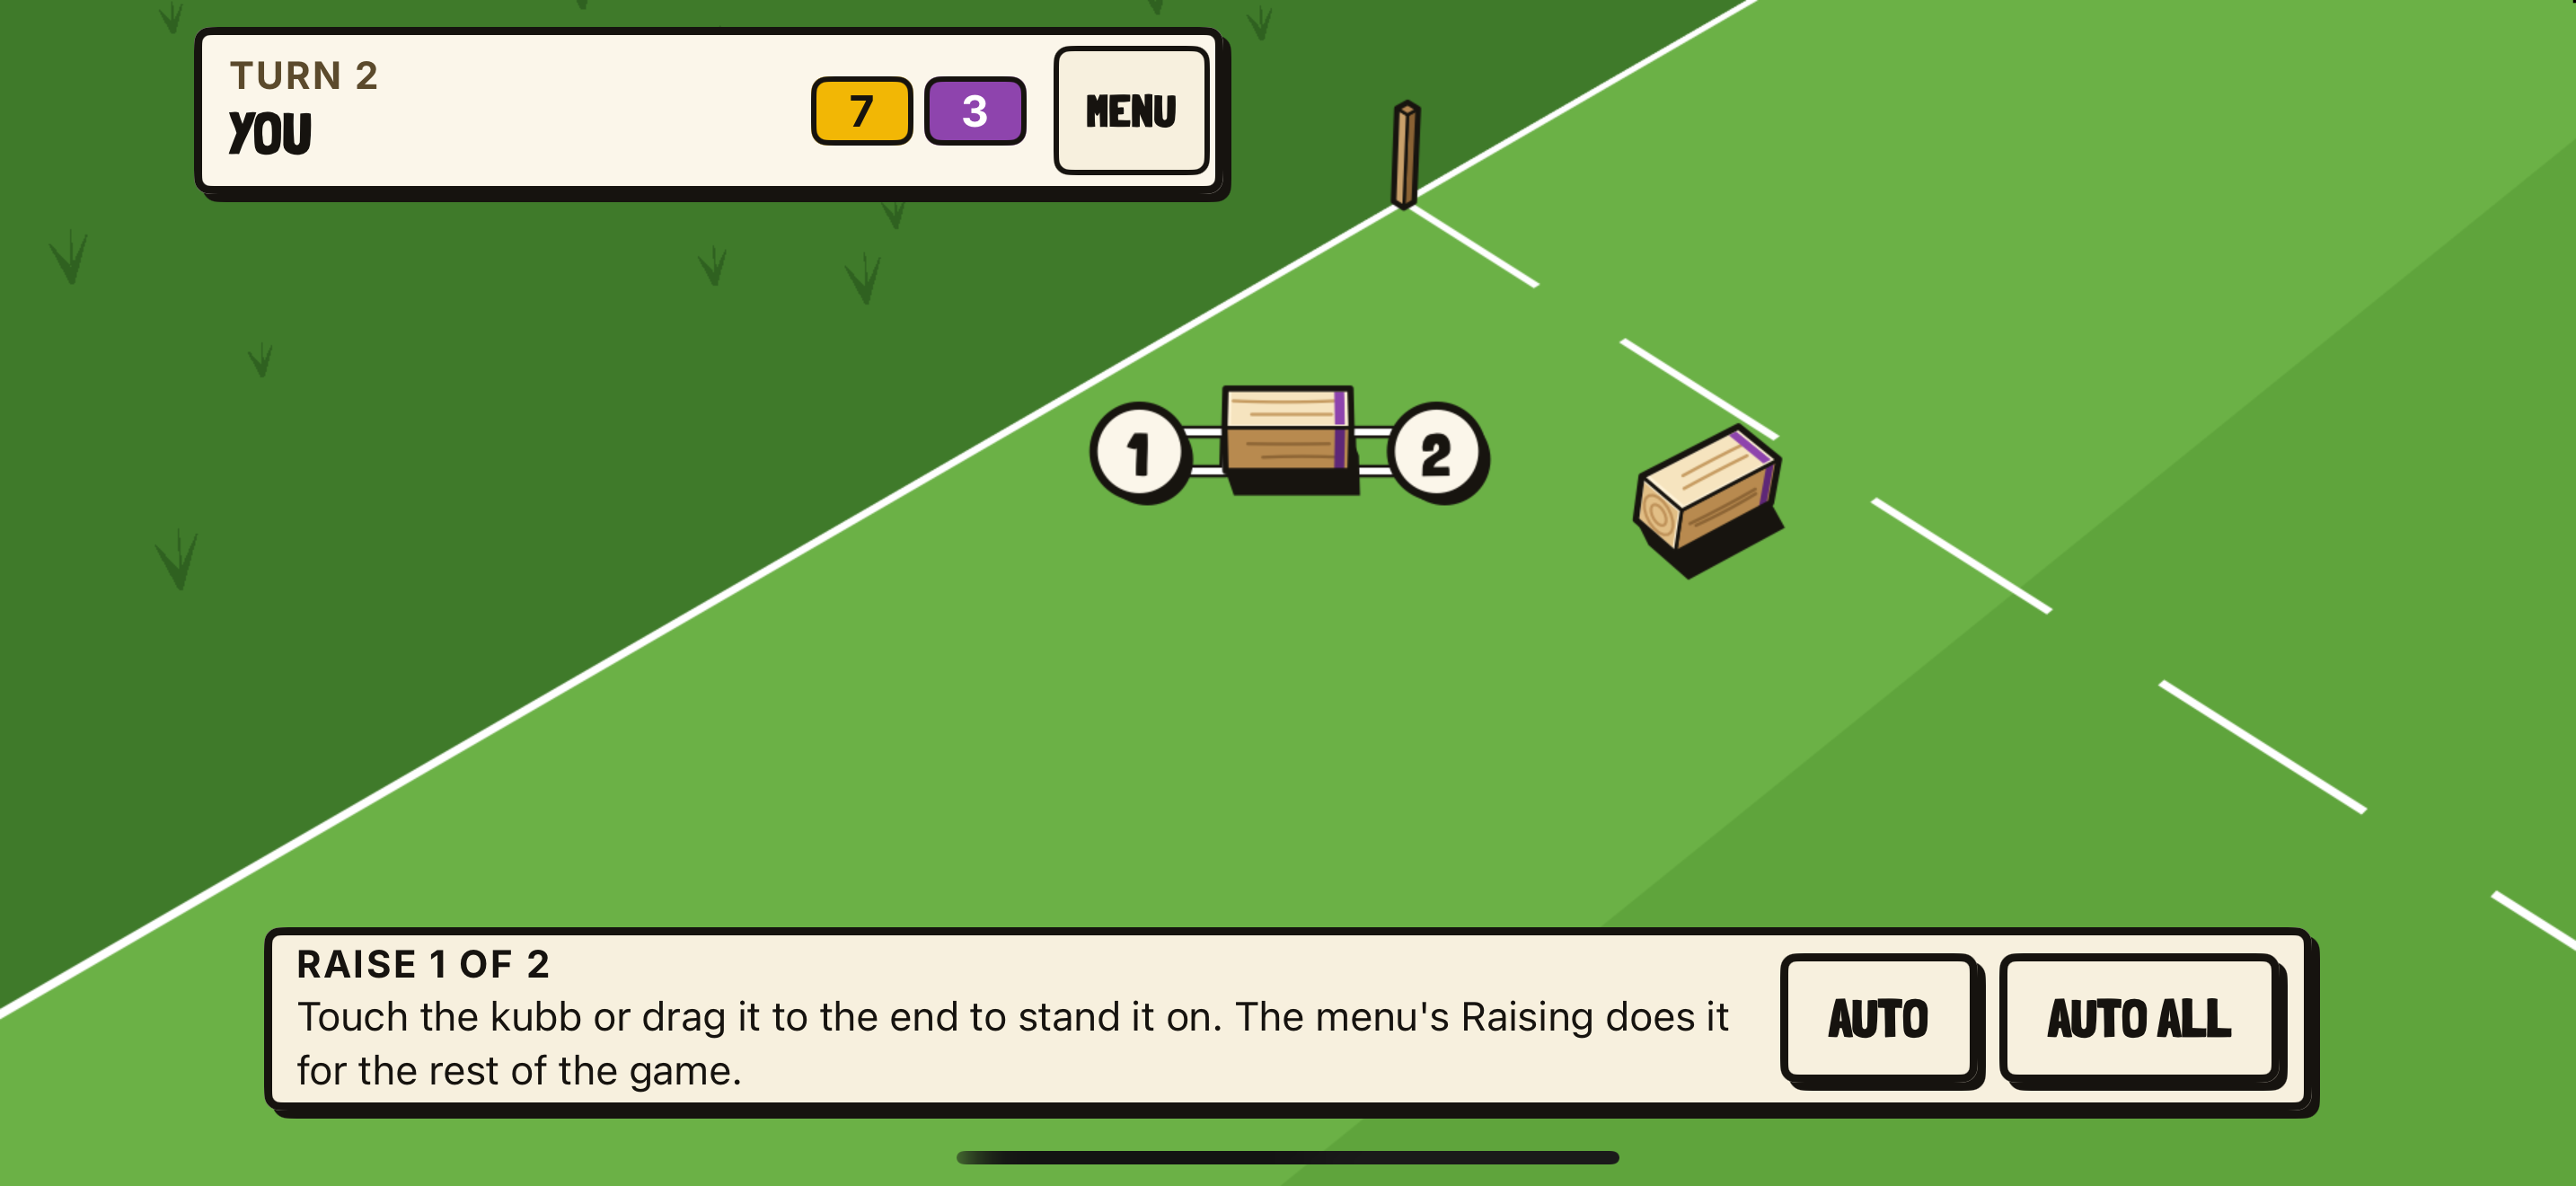 TURN 2
YOU
7 3
MENU
1 2
RAISE 1 OF 2
Touch the kubb or drag it to the end to stand it on. The menu's Raising does it
for the rest of the game.
AUTO
AUTO ALL